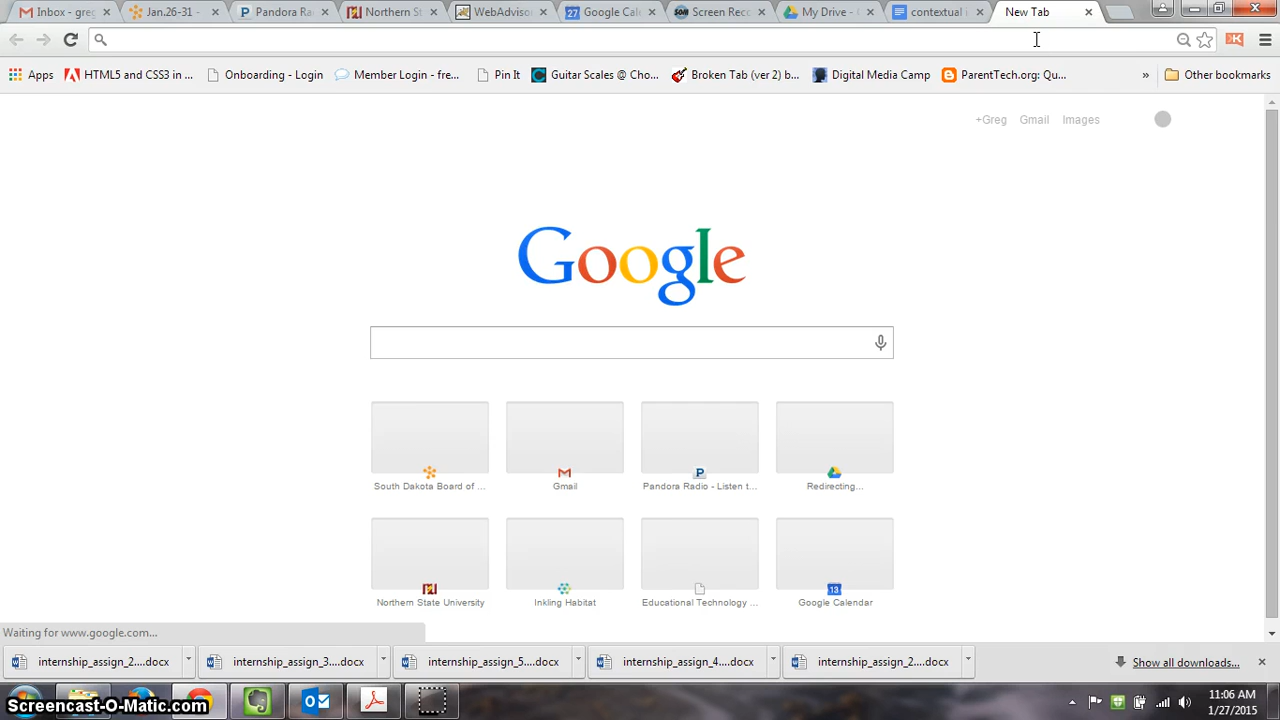 Inbox - greg
Jan.26-31 -
Pandora Ra
Northern S
WebAdviso
Google Cal
Screen Rec
My Drive - G
contextual
New Tab
Apps
HTML5 and CSS3 in ...
Onboarding - Login
Member Login - fre...
Pin It
Guitar Scales @ Cho...
Broken Tab (ver 2) b...
Digital Media Camp
ParentTech.org: Qu...
»
Other bookmarks
+Greg Gmail Images
Google
South Dakota Board of ...
Gmail
Pandora Radio - Listen t...
Redirecting...
Northern State University
Inkling Habitat
Educational Technology ...
13
Google Calendar
Waiting for www.google.com...
internship_assign_2....docx
internship_assign_3....docx
internship_assign_5....docx
internship_assign_4....docx
internship_assign_2....docx
Show all downloads...
Screencast-O-Matic.com
11:06 AM
1/27/2015